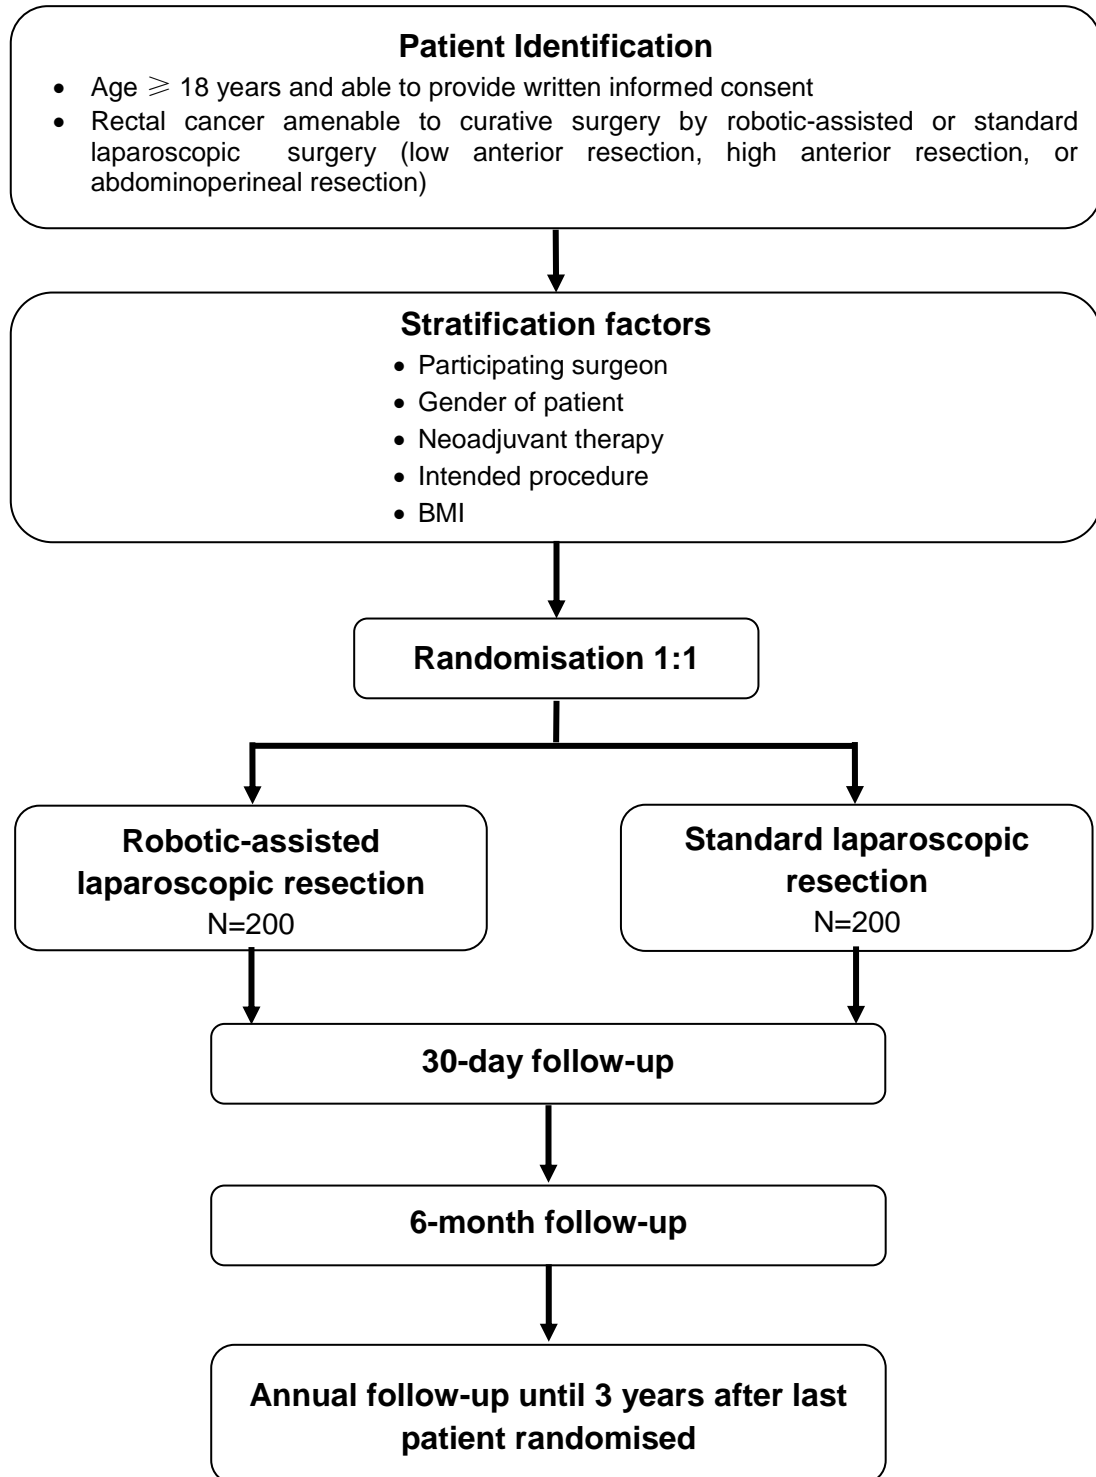 Patient Identification
• Age ≥ 18 years and able to provide written informed consent
• Rectal cancer amenable to curative surgery by robotic-assisted or standard
laparoscopic surgery (low anterior resection, high anterior resection, or
abdominoperineal resection)
Stratification factors
• Participating surgeon
• Gender of patient
• Neoadjuvant therapy
• Intended procedure
• BMI
Randomisation 1:1
Robotic-assisted
laparoscopic resection
N=200
Standard laparoscopic
resection
N=200
30-day follow-up
6-month follow-up
Annual follow-up until 3 years after last
patient randomised